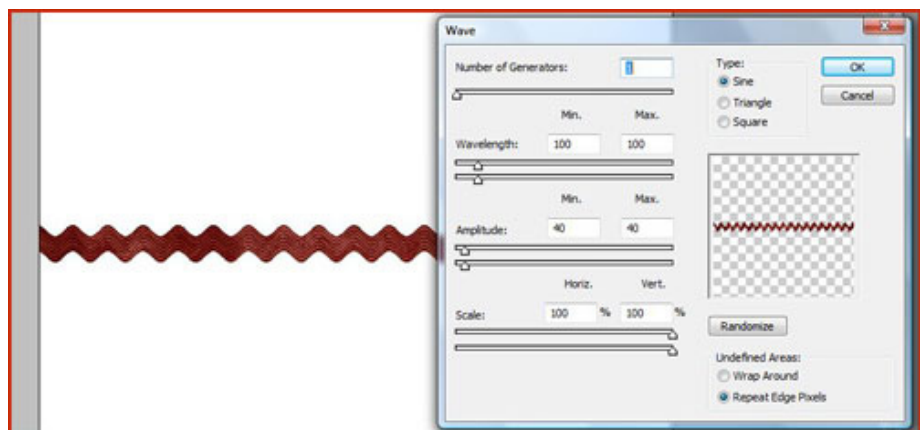 Wave
Number of Generators: 1
Min. Max.
Wavelength: 100 100
Min. Max.
Amplitude: 40 40
Horiz. Vert.
Scale: 100 % 100 %
Type:
Sine
Triangle
Square
OK
Cancel
Randomize
Undefined Areas:
Wrap Around
Repeat Edge Pixels